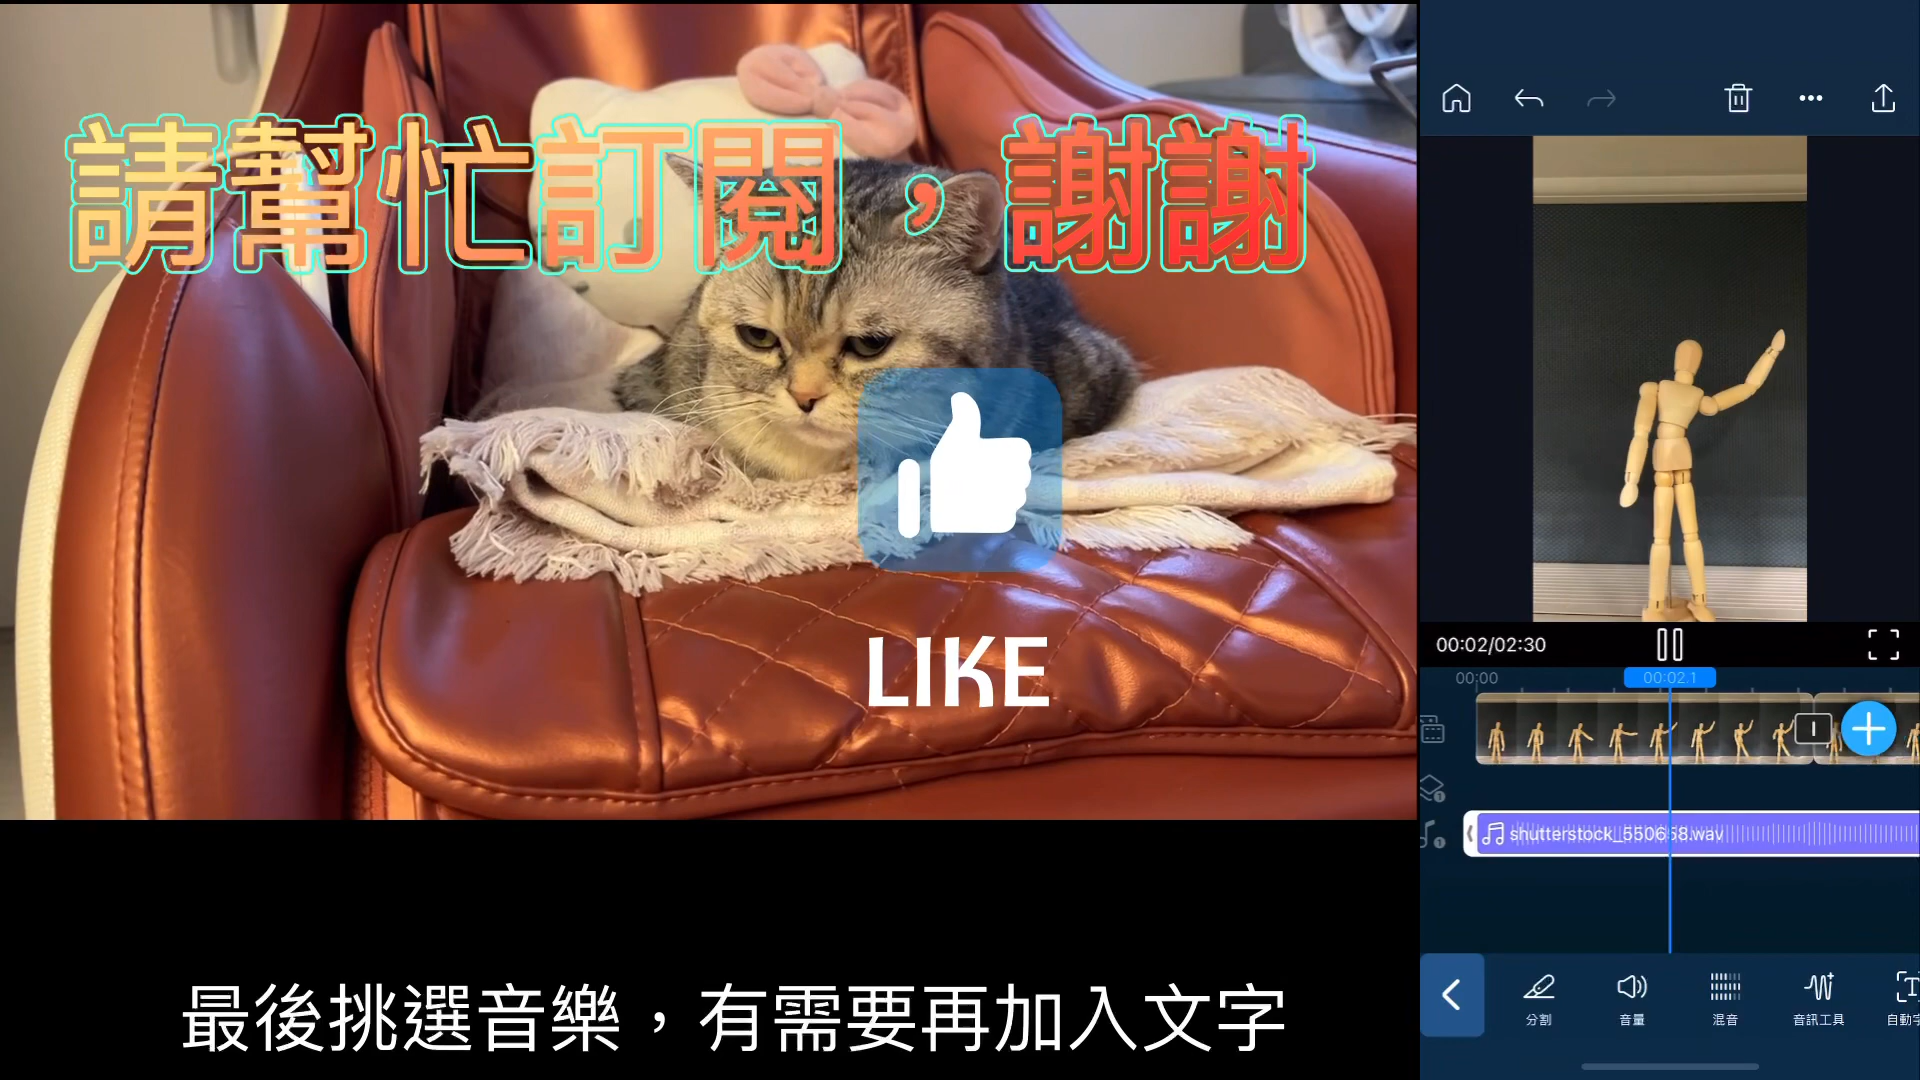 請幫忙訂閱，謝謝
LIKE
最後挑選音樂，有需要再加入文字
00:02/02:30
00:00
00:02.1
shutterstock_550658.wav
分割
音量
混音
音訊工具
自動